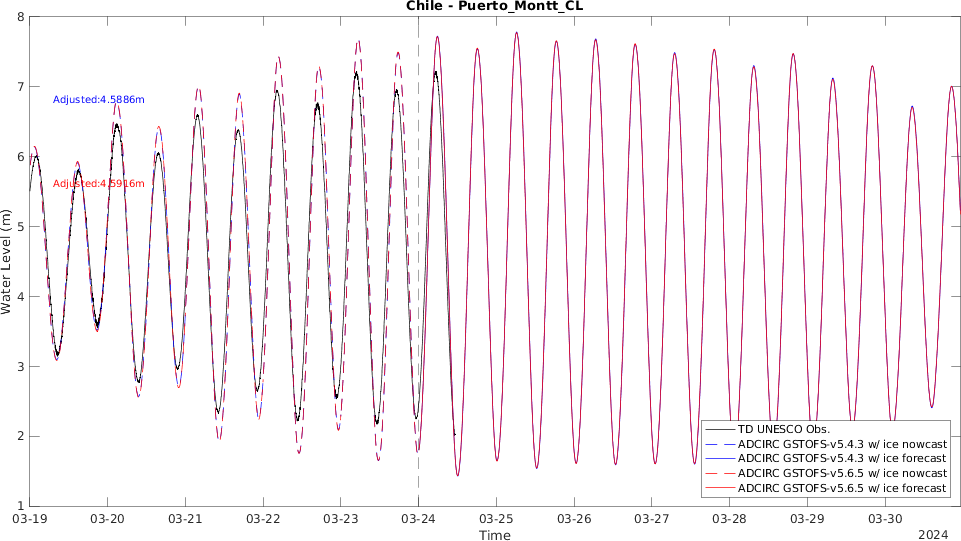 Chile - Puerto_Montt_CL
8
7
6
5
4
3
2
1
Water Level (m)
Adjusted:4.5886m
Adjusted:4.5916m
TD UNESCO Obs.
ADCIRC GSTOFS-v5.4.3 w/ ice nowcast
ADCIRC GSTOFS-v5.4.3 w/ ice forecast
ADCIRC GSTOFS-v5.6.5 w/ ice nowcast
ADCIRC GSTOFS-v5.6.5 w/ ice forecast
03-19 03-20 03-21 03-22 03-23 03-24 03-25 03-26 03-27 03-28 03-29 03-30
Time
2024